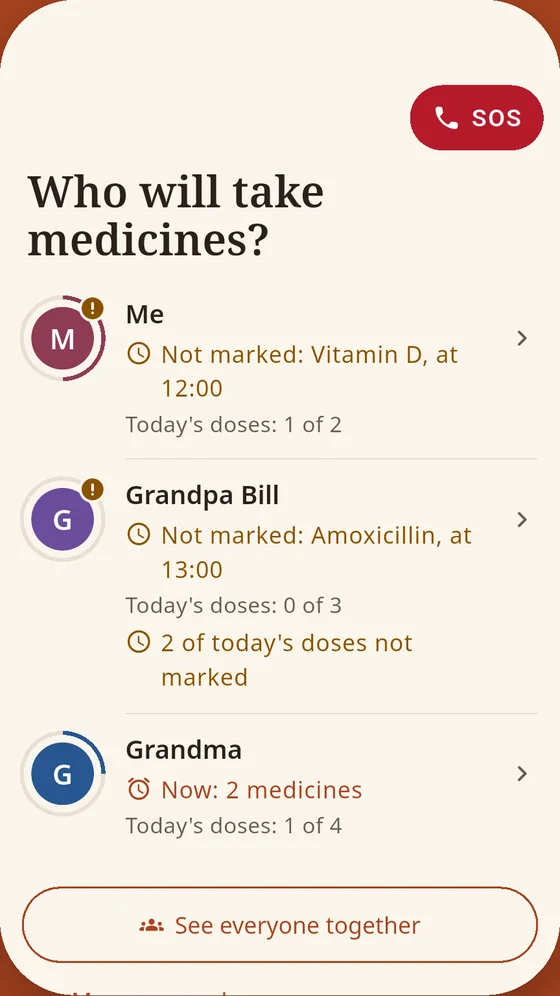 SOS
Who will take
medicines?
M
Me
Not marked: Vitamin D, at
12:00
Today's doses: 1 of 2
G
Grandpa Bill
Not marked: Amoxicillin, at
13:00
Today's doses: 0 of 3
2 of today's doses not
marked
G
Grandma
Now: 2 medicines
Today's doses: 1 of 4
See everyone together